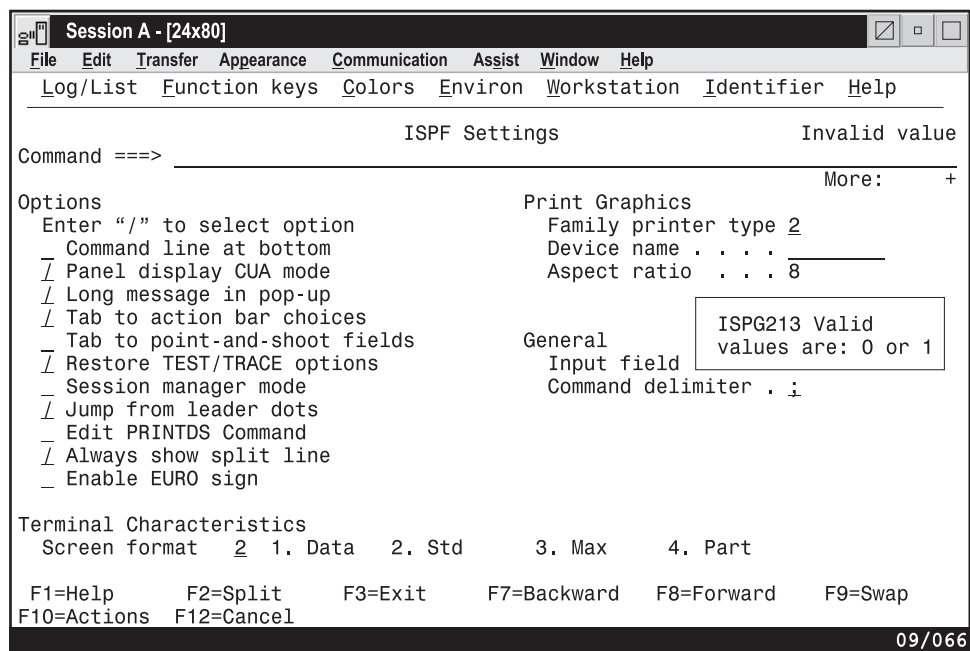 Session A - [24x80]
File Edit Transfer Appearance Communication Assist Window Help
Log/List Function keys Colors Environ Workstation Identifier Help
ISPF Settings Invalid value
Command ===>
More: +
Options Print Graphics
Enter “/” to select option Family printer type 2
_ Command line at bottom Device name . . . .
/ Panel display CUA mode Aspect ratio . . . 8
/ Long message in pop-up
/ Tab to action bar choices ISPG213 Valid
_ Tab to point-and-shoot fields General values are: 0 or 1
/ Restore TEST/TRACE options Input field
_ Session manager mode Command delimiter . ;
/ Jump from leader dots
_ Edit PRINTDS Command
/ Always show split line
_ Enable EURO sign
Terminal Characteristics
Screen format 2 1. Data 2. Std 3. Max 4. Part
F1=Help F2=Split F3=Exit F7=Backward F8=Forward F9=Swap
F10=Actions F12=Cancel
09/066